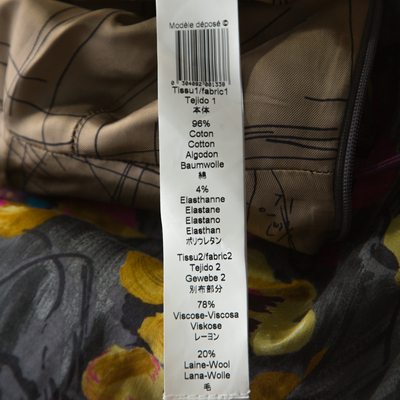 Modèle déposé ©
Tissu1/fabric1
Tejido 1
本体
96%
Coton
Cotton
Algodon
Baumwolle
綿
4%
Elasthanne
Elastane
Elastano
Elasthan
ポリウレタン
Tissu2/fabric2
Tejido 2
Gewebe 2
別布部分
78%
Viscose-Viscosa
Viskose
レーヨン
20%
Laine-Wool
Lana-Wolle
毛